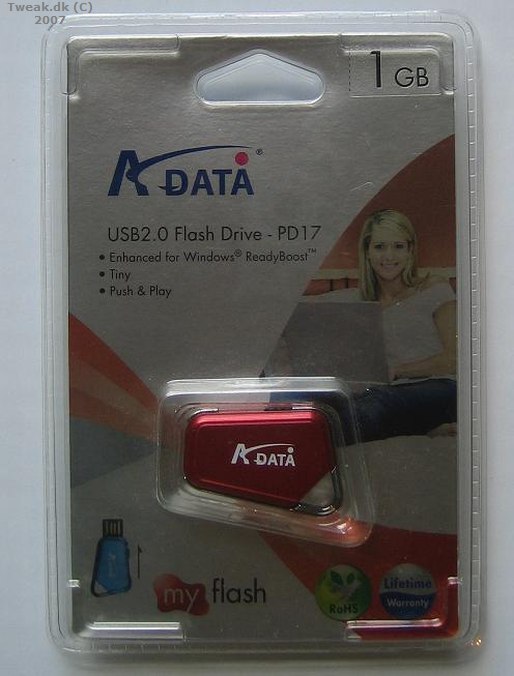 Tweak.dk (C)
2007
1 GB
A DATA®
USB2.0 Flash Drive - PD17
• Enhanced for Windows® ReadyBoost™
• Tiny
• Push & Play
A DATA
my flash
RoHS
Lifetime
Warranty